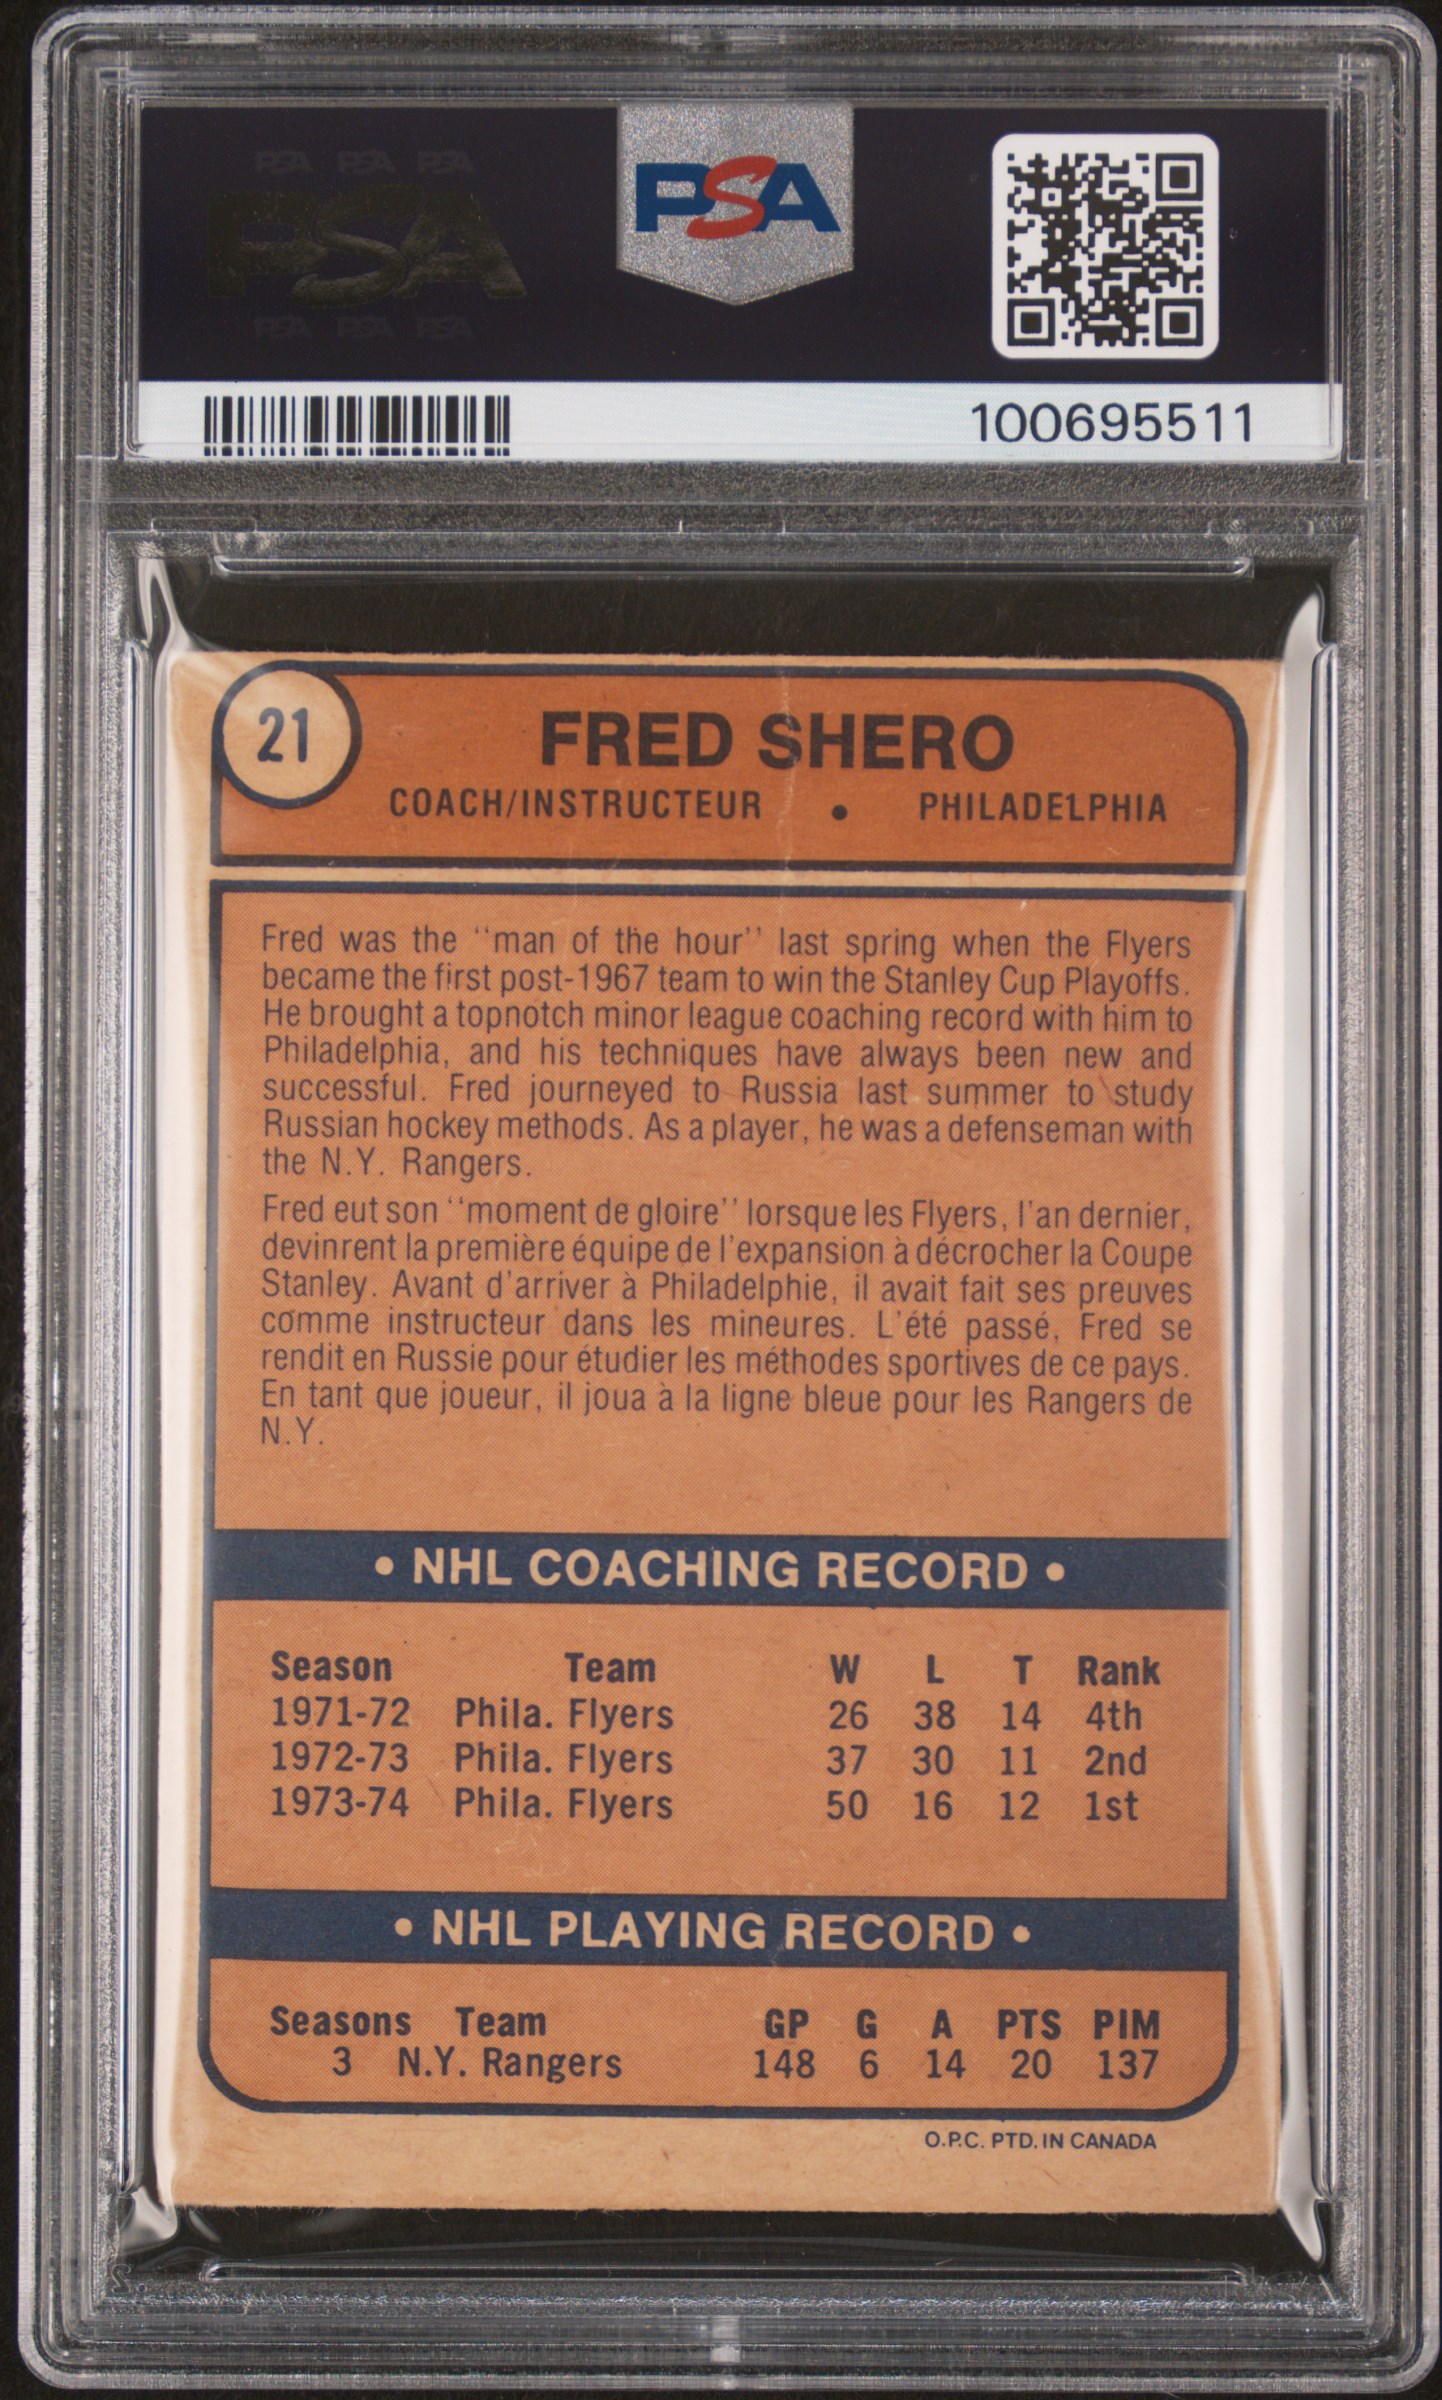 PSA PSA PSA
PSA
PSA PSA PSA
PSA
100695511
21
FRED SHERO
COACH/INSTRUCTEUR • PHILADELPHIA
Fred was the "man of the hour" last spring when the Flyers
became the first post-1967 team to win the Stanley Cup Playoffs.
He brought a topnotch minor league coaching record with him to
Philadelphia, and his techniques have always been new and
successful. Fred journeyed to Russia last summer to study
Russian hockey methods. As a player, he was a defenseman with
the N.Y. Rangers.
Fred eut son "moment de gloire" lorsque les Flyers, l'an dernier,
devinrent la première équipe de l'expansion à décrocher la Coupe
Stanley. Avant d'arriver à Philadelphie, il avait fait ses preuves
comme instructeur dans les mineures. L'été passé, Fred se
rendit en Russie pour étudier les méthodes sportives de ce pays.
En tant que joueur, il joua à la ligne bleue pour les Rangers de
N.Y.
• NHL COACHING RECORD •
Season Team W L T Rank
1971-72 Phila. Flyers 26 38 14 4th
1972-73 Phila. Flyers 37 30 11 2nd
1973-74 Phila. Flyers 50 16 12 1st
• NHL PLAYING RECORD •
Seasons Team GP G A PTS PIM
3 N.Y. Rangers 148 6 14 20 137
O.P.C. PTD. IN CANADA